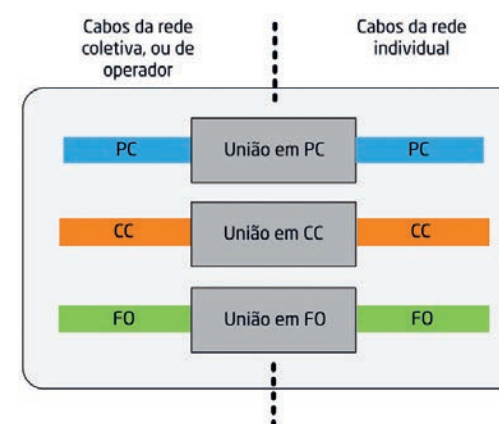 Cabos da rede
coletiva, ou de
operador
Cabos da rede
individual
PC União em PC PC
CC União em CC CC
FO União em FO FO